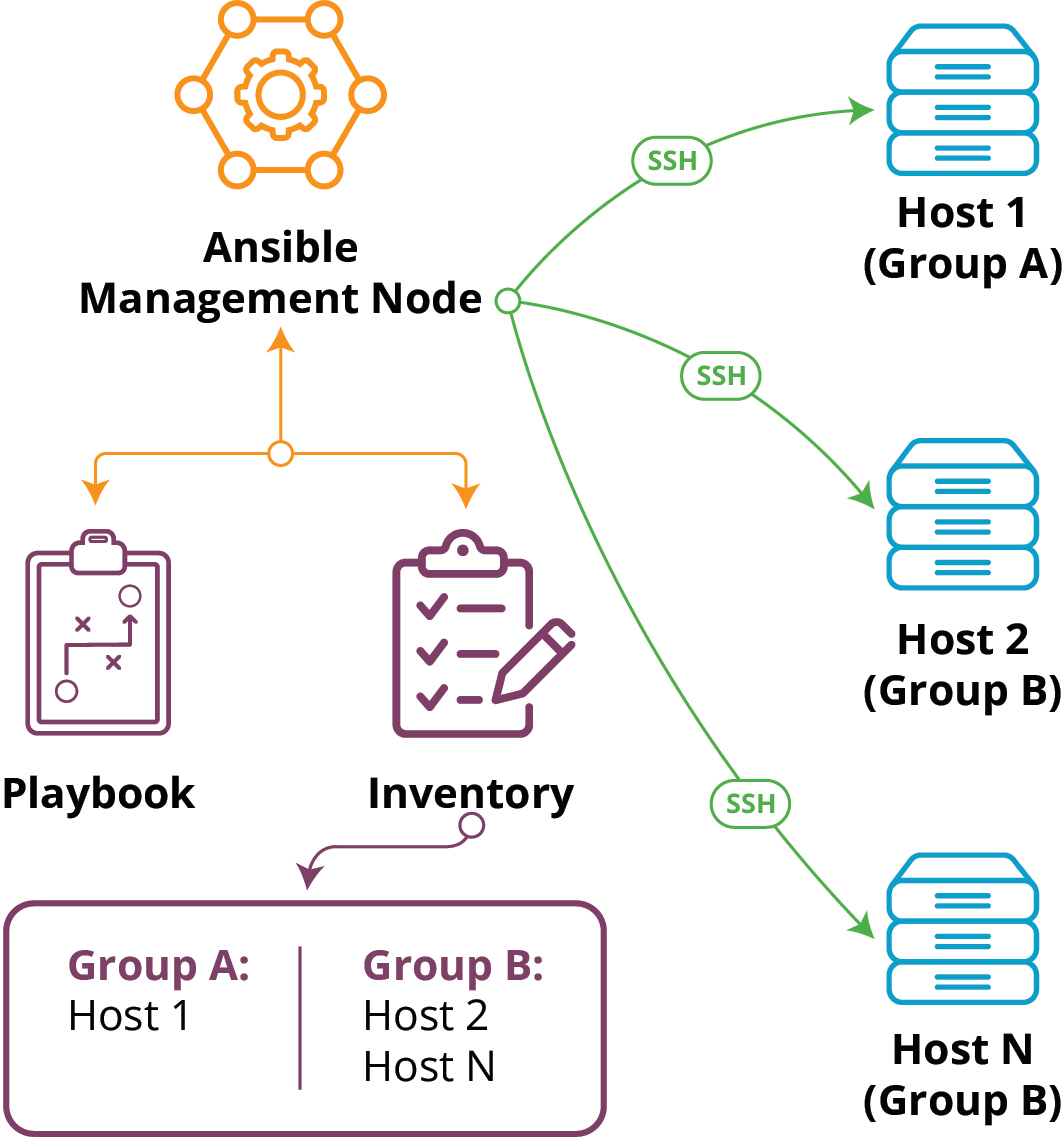 Ansible
Management Node
SSH
Host 1
(Group A)
SSH
Host 2
(Group B)
SSH
Host N
(Group B)
Playbook
Inventory
Group A:
Host 1
Group B:
Host 2
Host N